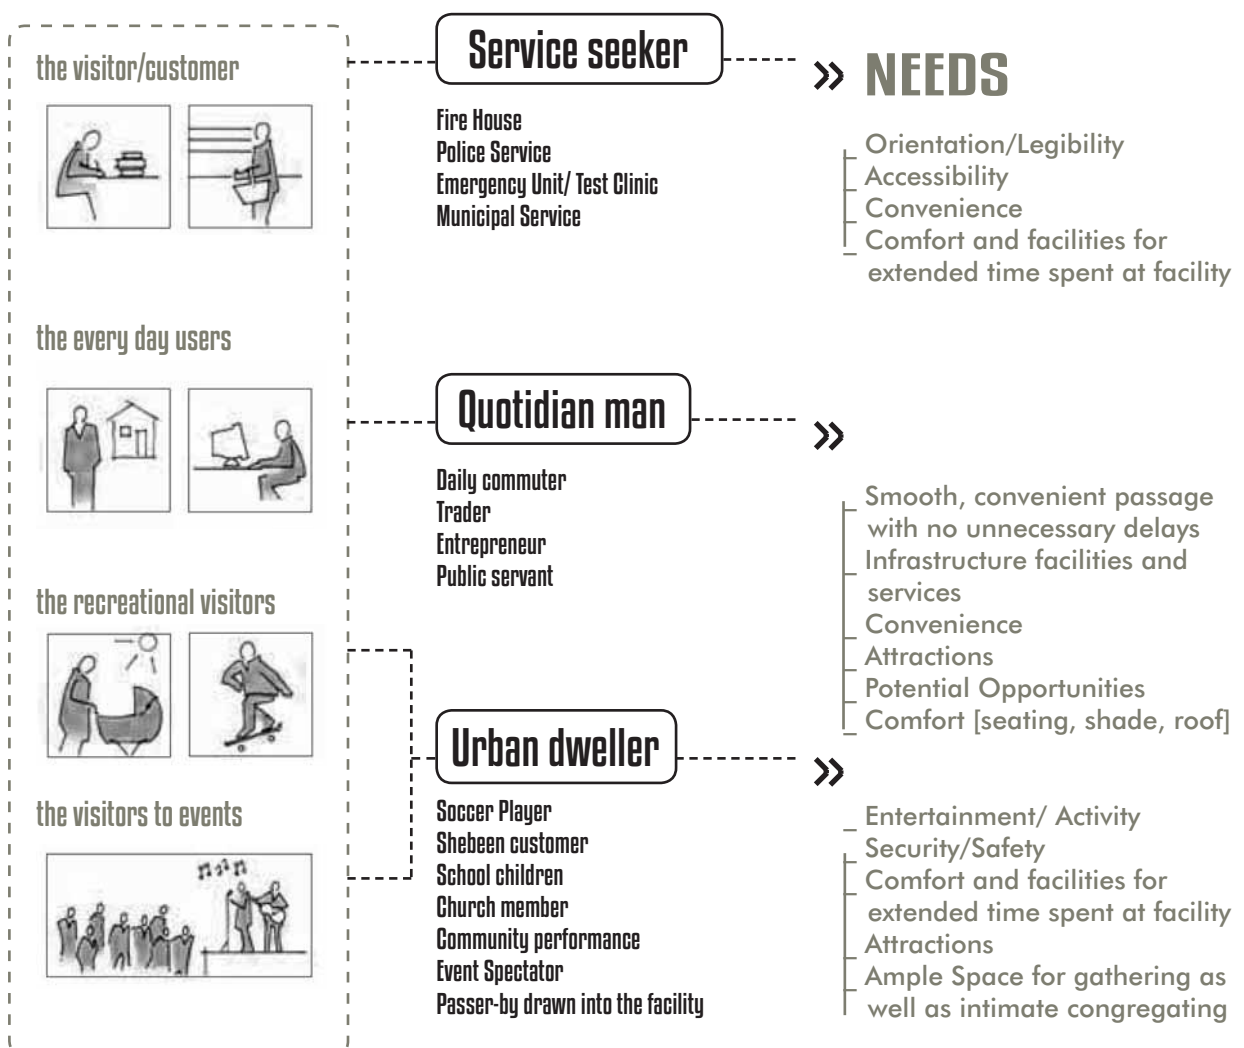 the visitor/customer
Service seeker
Fire House
Police Service
Emergency Unit/ Test Clinic
Municipal Service
» NEEDS
Orientation/Legibility
Accessibility
Convenience
Comfort and facilities for
extended time spent at facility
the every day users
Quotidian man
Daily commuter
Trader
Entrepreneur
Public servant
»
Smooth, convenient passage
with no unnecessary delays
Infrastructure facilities and
services
Convenience
Attractions
Potential Opportunities
Comfort [seating, shade, roof]
the recreational visitors
the visitors to events
Urban dweller
Soccer Player
Shebeen customer
School children
Church member
Community performance
Event Spectator
Passer-by drawn into the facility
»
Entertainment/ Activity
Security/Safety
Comfort and facilities for
extended time spent at facility
Attractions
Ample Space for gathering as
well as intimate congregating